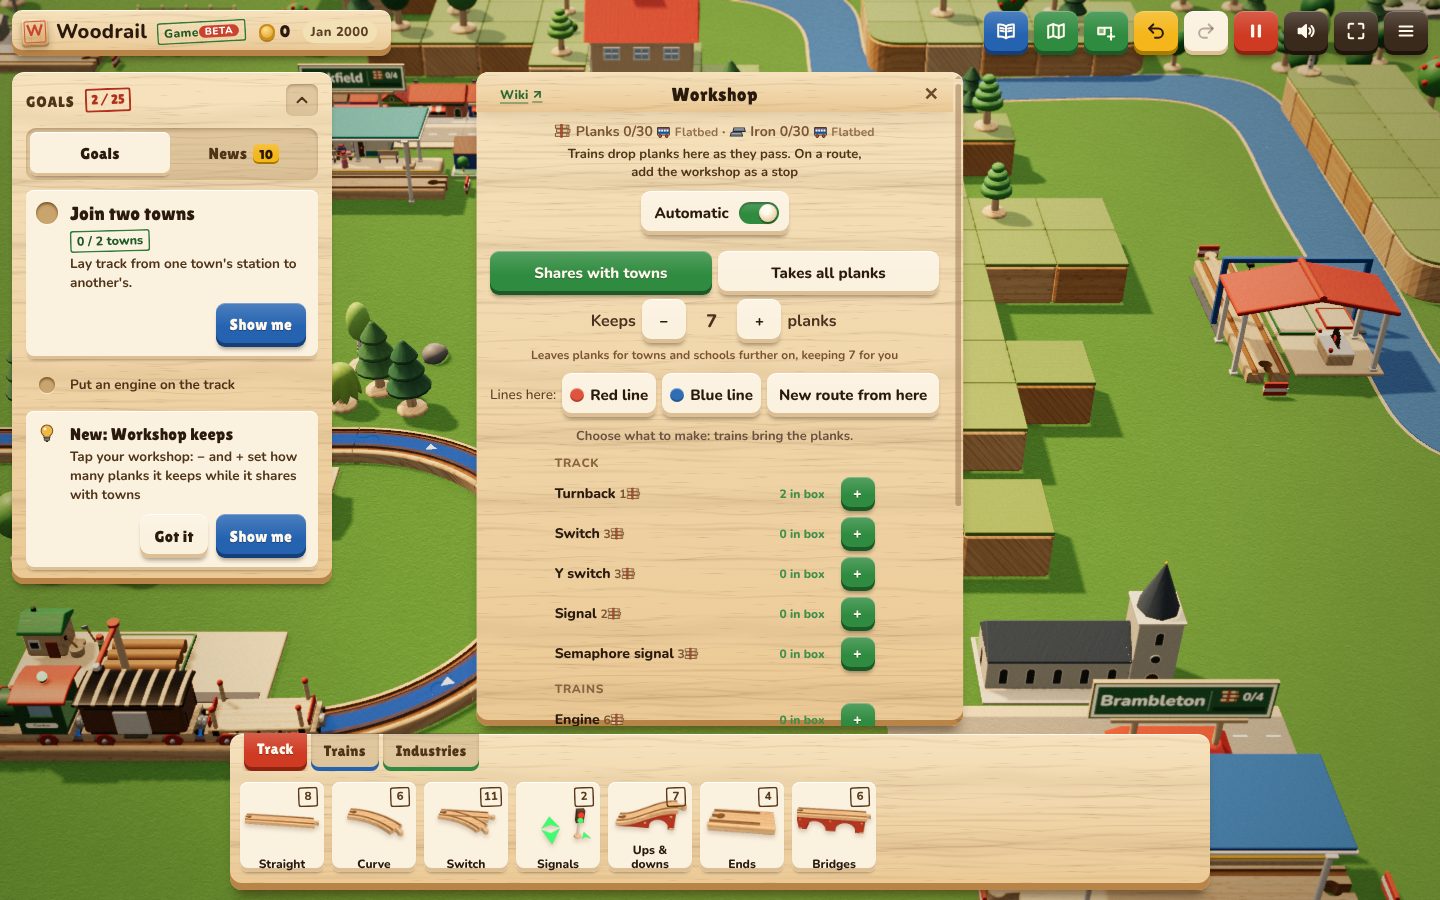 W Woodrail Game BETA 0 Jan 2000
kfield 0/4
GOALS 2 / 25
Goals News 10
Join two towns
0 / 2 towns
Lay track from one town's station to
another's.
Show me
Put an engine on the track
New: Workshop keeps
Tap your workshop: − and + set how
many planks it keeps while it shares
with towns
Got it Show me
Wiki ↗ Workshop ✕
Planks 0/30 Flatbed · Iron 0/30 Flatbed
Trains drop planks here as they pass. On a route,
add the workshop as a stop
Automatic
Shares with towns Takes all planks
Keeps − 7 + planks
Leaves planks for towns and schools further on, keeping 7 for you
Lines here: Red line Blue line New route from here
Choose what to make: trains bring the planks.
TRACK
Turnback 1 2 in box +
Switch 3 0 in box +
Y switch 3 0 in box +
Signal 2 0 in box +
Semaphore signal 3 0 in box +
TRAINS
Engine 6 0 in box +
Brambleton 0/4
Track Trains Industries
8 6 11 2 7 4 6
Straight Curve Switch Signals Ups & downs Ends Bridges